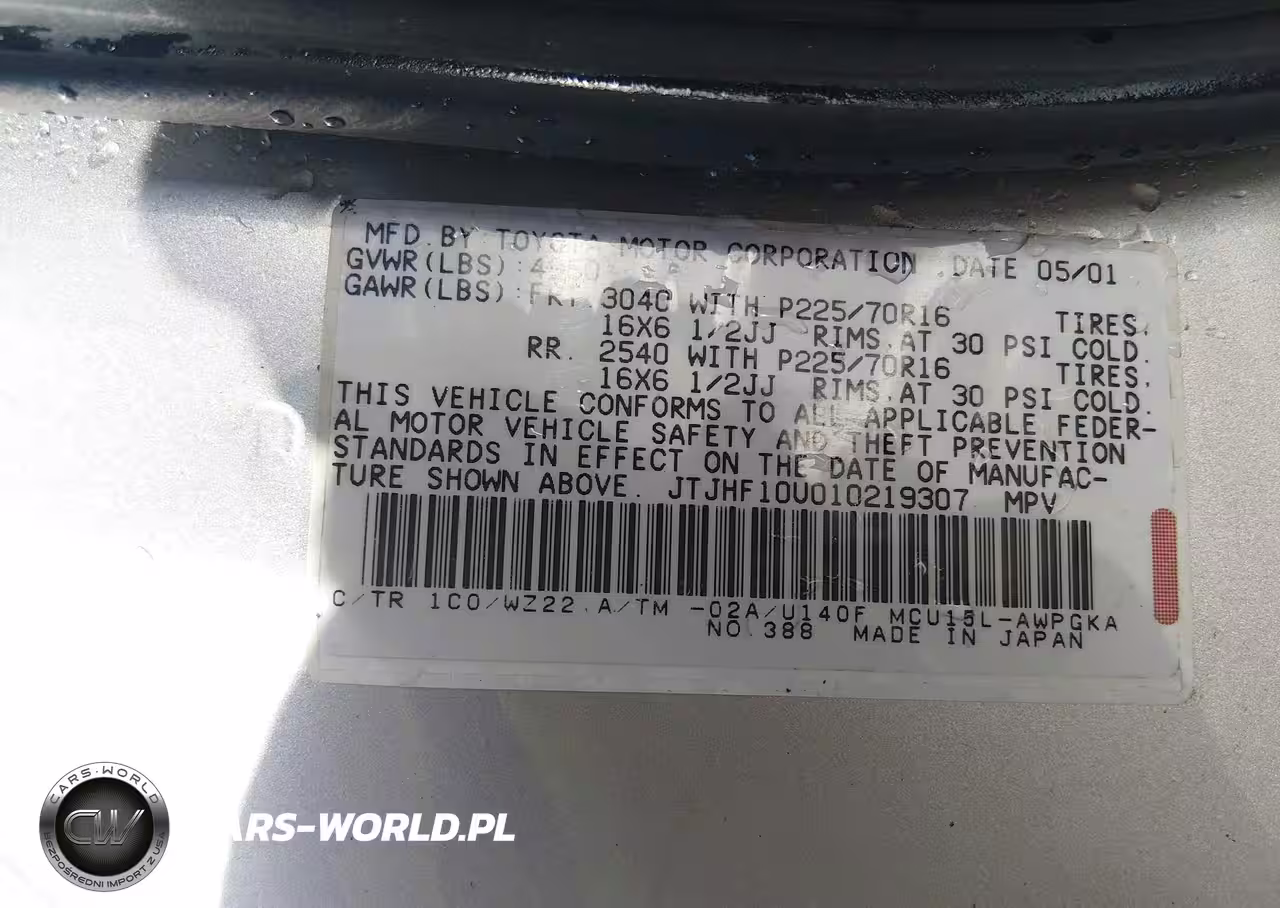 MFD. BY TOYOTA MOTOR CORPORATION DATE 05/01
GVWR(LBS):
GAWR(LBS): FRT. 3040 WITH P225/70R16 TIRES,
16X6 1/2JJ RIMS, AT 30 PSI COLD.
RR. 2540 WITH P225/70R16 TIRES,
16X6 1/2JJ RIMS, AT 30 PSI COLD.
THIS VEHICLE CONFORMS TO ALL APPLICABLE FEDER-
AL MOTOR VEHICLE SAFETY AND THEFT PREVENTION
STANDARDS IN EFFECT ON THE DATE OF MANUFAC-
TURE SHOWN ABOVE. JTJHF10U010219307 MPV
C/TR 1C0/WZ22 A/TM -02A/U140F MCU15L-AWPGKA
NO.388 MADE IN JAPAN
CARS-WORLD
CW
BEZPOŚREDNI IMPORT Z USA
ARS-WORLD.PL